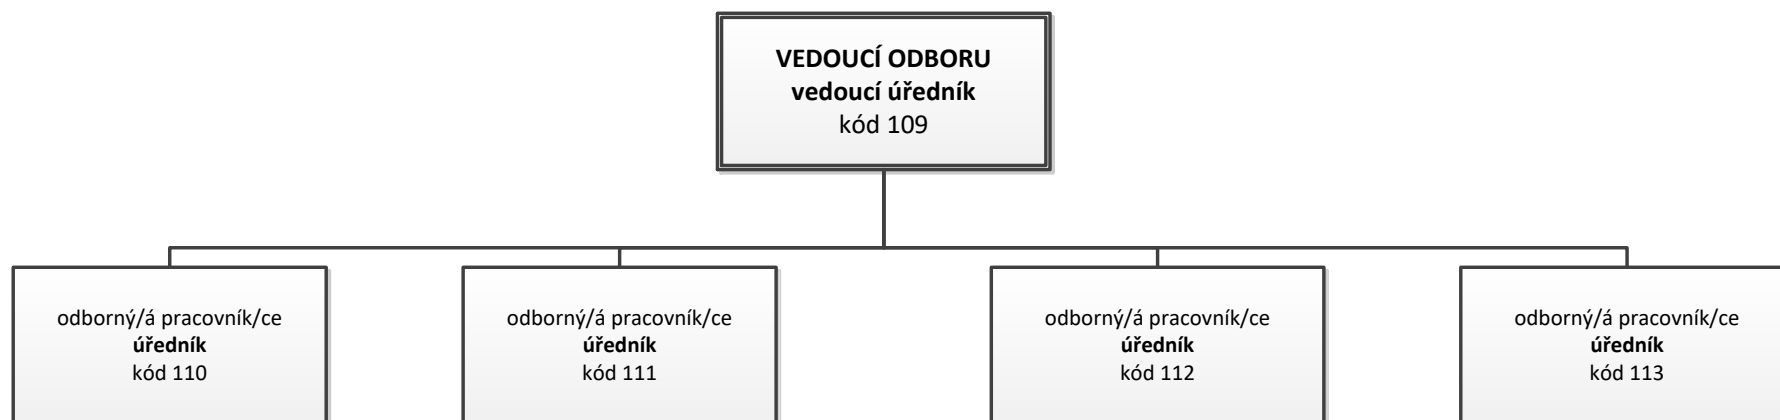 VEDOUCÍ ODBORU
vedoucí úředník
kód 109
odborný/á pracovník/ce
úředník
kód 110
odborný/á pracovník/ce
úředník
kód 111
odborný/á pracovník/ce
úředník
kód 112
odborný/á pracovník/ce
úředník
kód 113